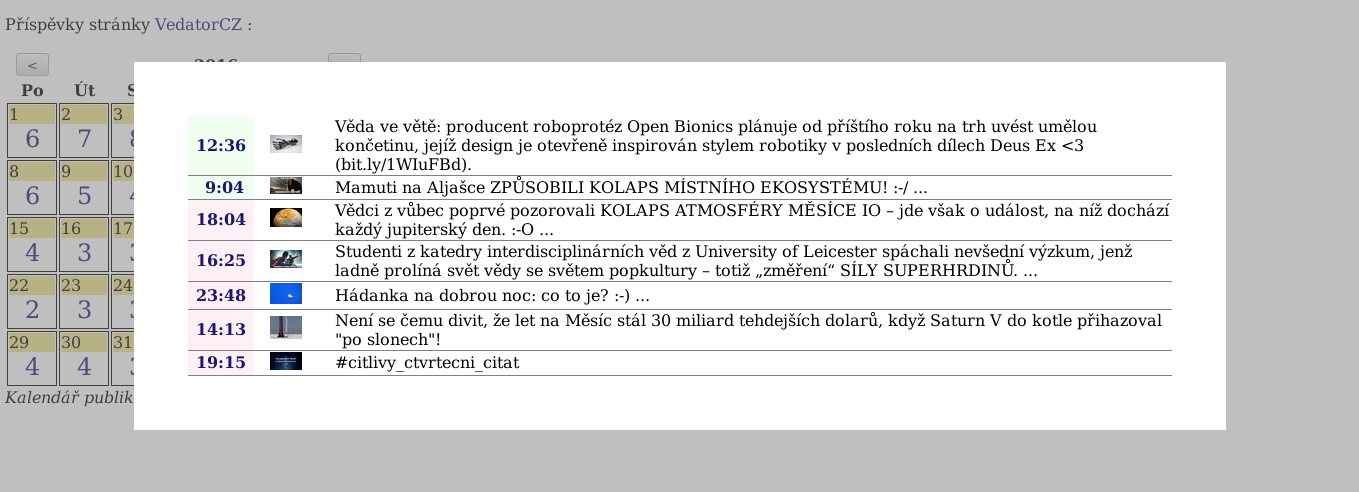 Příspěvky stránky VedatorCZ :
<
Po Út
1 2 3
6 7
8 9 10
6 5
15 16 17
4 3
22 23 24
2 3
29 30 31
4 4
Kalendář publik
12:36 Věda ve větě: producent roboprotéz Open Bionics plánuje od příštího roku na trh uvést umělou
končetinu, jejíž design je otevřeně inspirován stylem robotiky v posledních dílech Deus Ex <3
(bit.ly/1WIuFBd).
9:04 Mamuti na Aljašce ZPŮSOBILI KOLAPS MÍSTNÍHO EKOSYSTÉMU! :-/ ...
18:04 Vědci z vůbec poprvé pozorovali KOLAPS ATMOSFÉRY MĚSÍCE IO – jde však o událost, na níž dochází
každý jupiterský den. :-O ...
16:25 Studenti z katedry interdisciplinárních věd z University of Leicester spáchali nevšední výzkum, jenž
ladně prolíná svět vědy se světem popkultury – totiž „změření“ SÍLY SUPERHRDINŮ. ...
23:48 Hádanka na dobrou noc: co to je? :-) ...
14:13 Není se čemu divit, že let na Měsíc stál 30 miliard tehdejších dolarů, když Saturn V do kotle přihazoval
"po slonech"!
19:15 #citlivy_ctvrtecni_citat